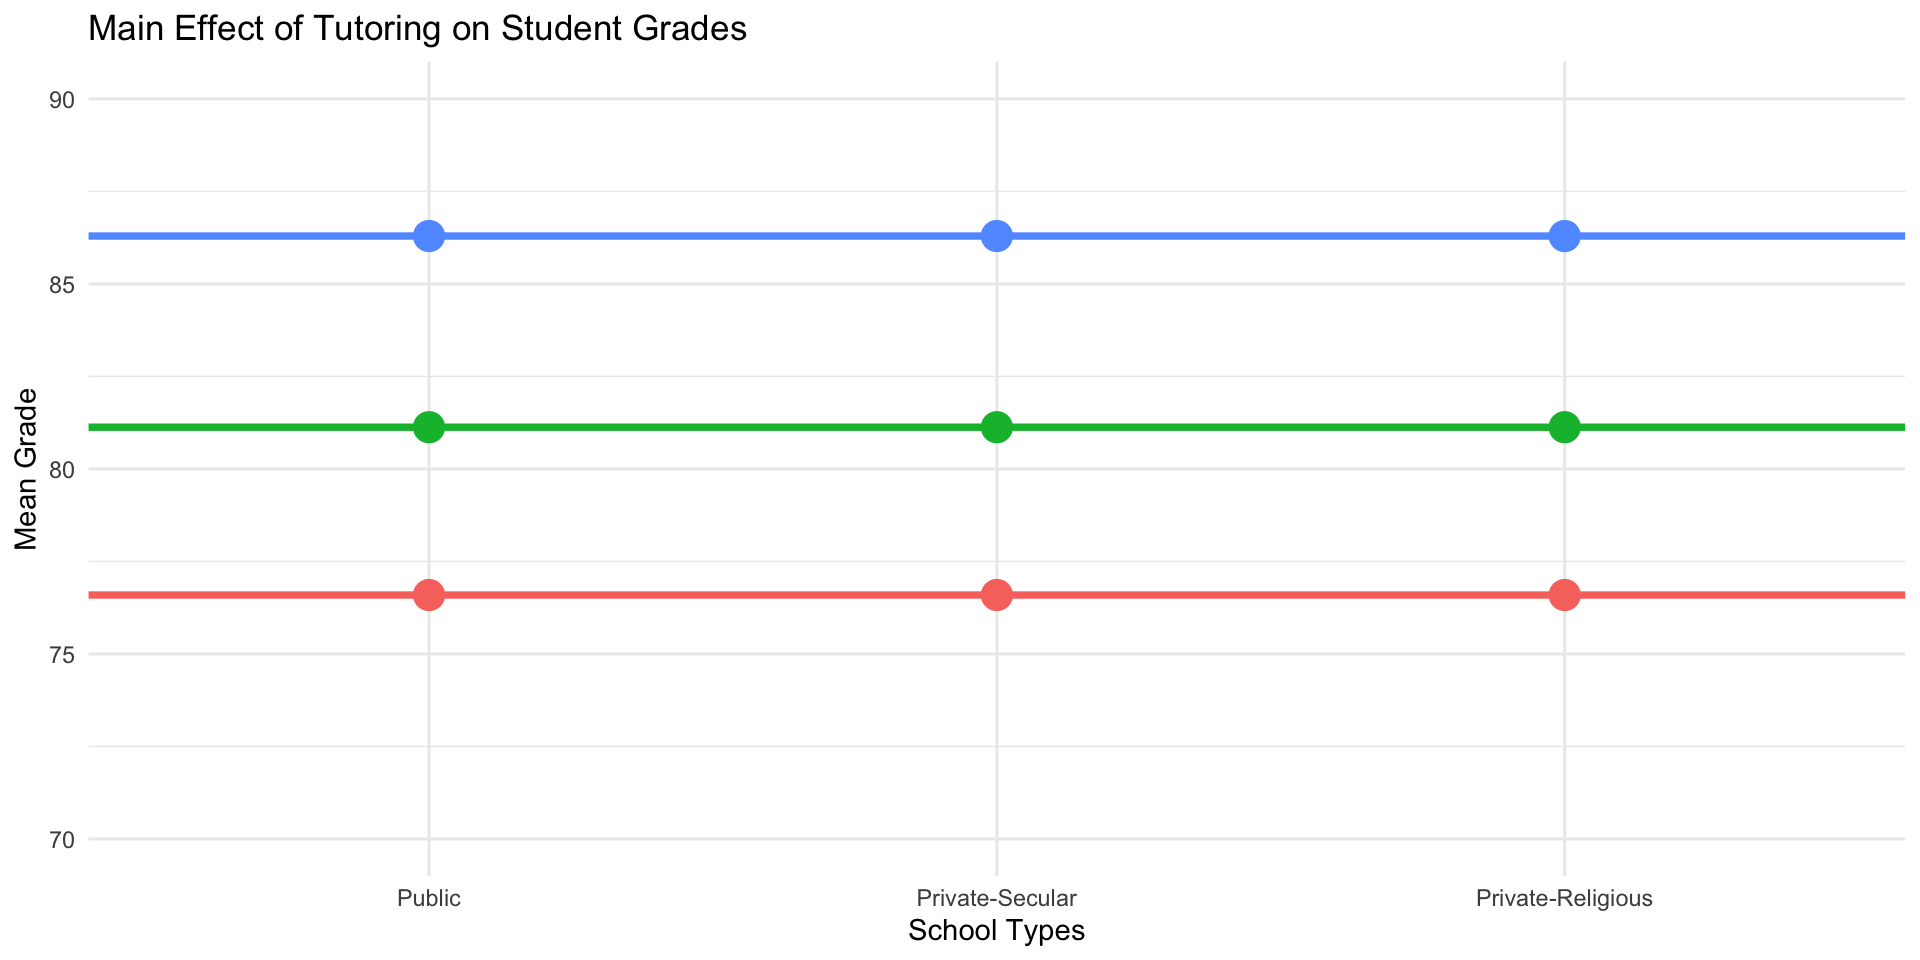 Main Effect of Tutoring on Student Grades
90
85
80
75
70
Mean Grade
Public
Private-Secular
Private-Religious
School Types